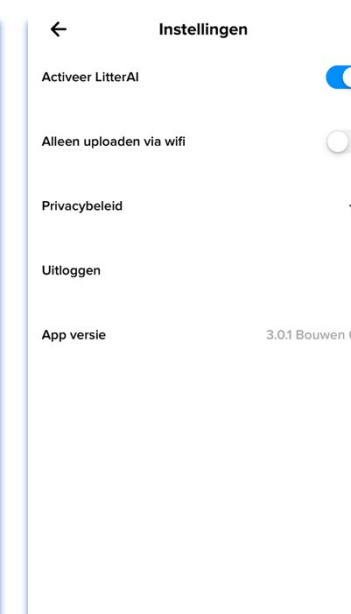 Instellingen
Activeer LitterAI
Alleen uploaden via wifi
Privacybeleid
Uitloggen
App versie 3.0.1 Bouwen